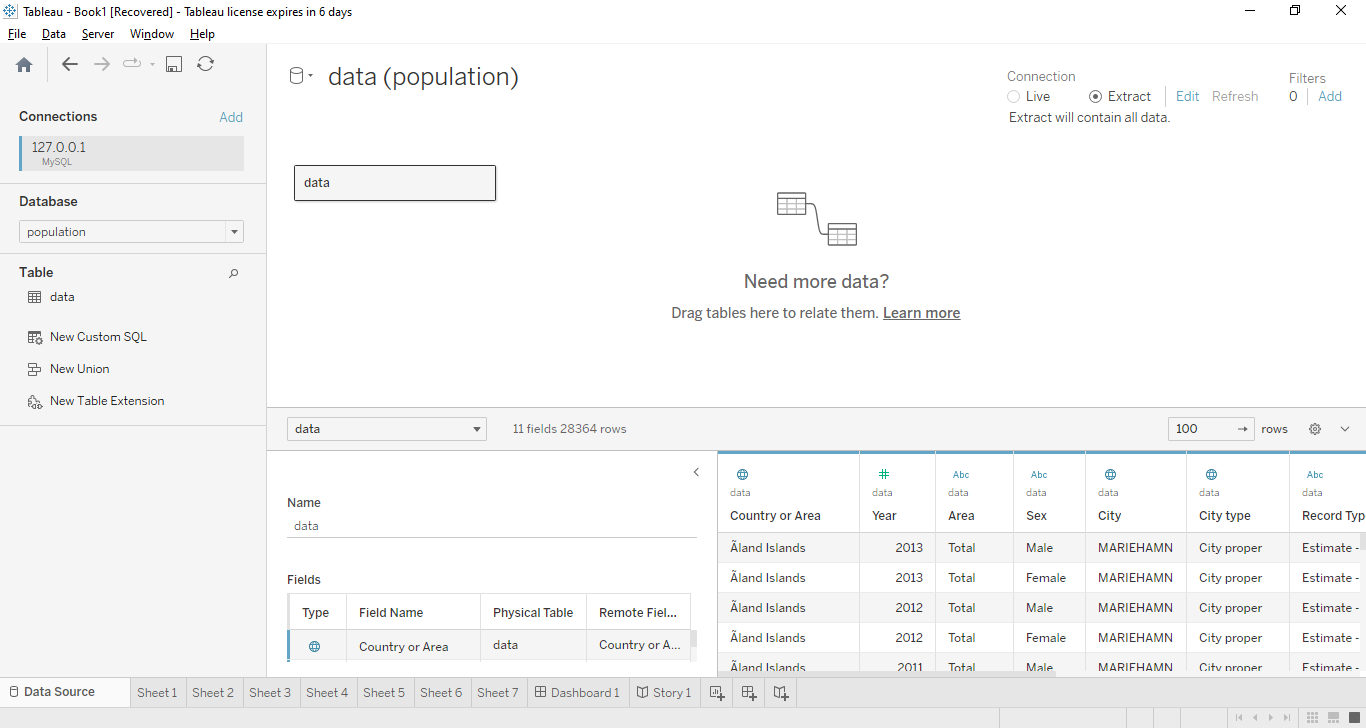 Tableau - Book1 [Recovered] - Tableau license expires in 6 days
File Data Server Window Help
data (population)
Connection
Live Extract Edit Refresh
Extract will contain all data.
Filters
0 Add
Connections Add
127.0.0.1
MySQL
Database
population
Table
data
New Custom SQL
New Union
New Table Extension
data
Need more data?
Drag tables here to relate them. Learn more
data 11 fields 28364 rows 100 rows
Name
data
Fields
Type Field Name Physical Table Remote Fiel...
Country or Area data Country or A...
Abc Abc Abc
data data data data data data data
Country or Area Year Area Sex City City type Record Typ
Ãland Islands 2013 Total Male MARIEHAMN City proper Estimate -
Ãland Islands 2013 Total Female MARIEHAMN City proper Estimate -
Ãland Islands 2012 Total Male MARIEHAMN City proper Estimate -
Ãland Islands 2012 Total Female MARIEHAMN City proper Estimate -
Ãland Islands 2011 Total Male MARIEHAMN City proper Estimate -
Data Source Sheet 1 Sheet 2 Sheet 3 Sheet 4 Sheet 5 Sheet 6 Sheet 7 Dashboard 1 Story 1